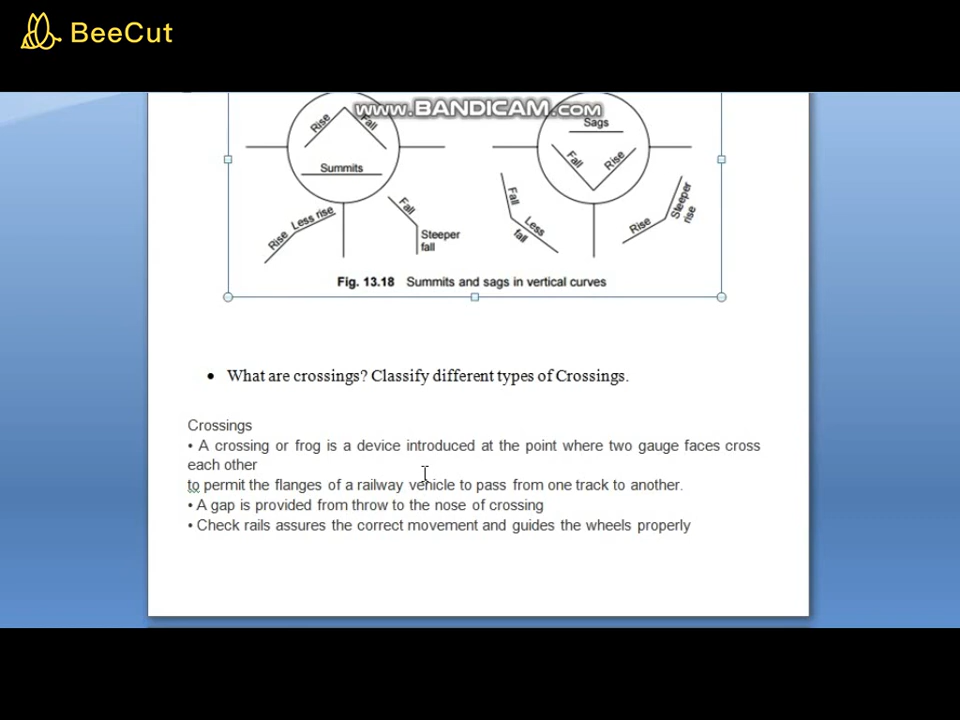 BeeCut
www.BANDICAM.com
Rise
Fall
Summits
Sags
Fall
Rise
Rise
Less rise
Fall
Steeper
fall
Fall
Less
fall
Rise
Steeper
rise
Fig. 13.18 Summits and sags in vertical curves
• What are crossings? Classify different types of Crossings.
Crossings
• A crossing or frog is a device introduced at the point where two gauge faces cross
each other
to permit the flanges of a railway vehicle to pass from one track to another.
• A gap is provided from throw to the nose of crossing
• Check rails assures the correct movement and guides the wheels properly